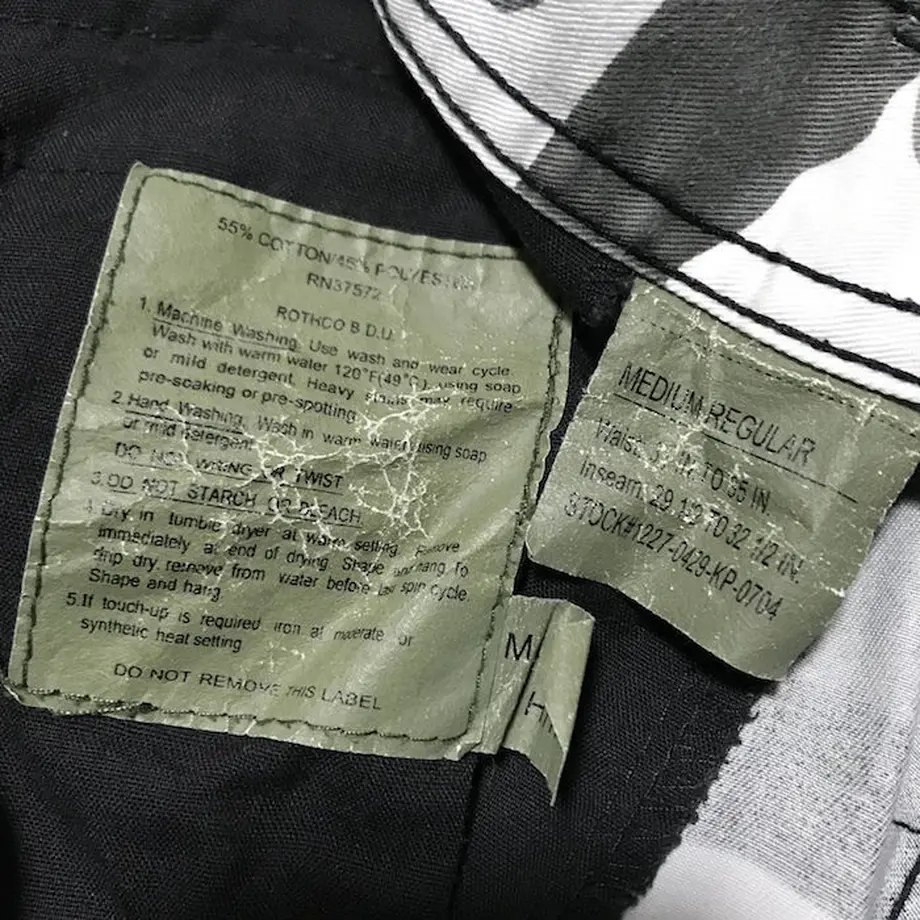 55% COTTON/45% POLYESTER
RN37572
ROTHCO B.D.U.
1. Machine Washing. Use wash and wear cycle.
Wash with warm water 120°F(49°C), using soap
or mild detergent. Heavy stains may require
pre-soaking or pre-spotting.
2. Hand Washing. Wash in warm water using soap
or mild detergent.
DO NOT WRING OR TWIST
3. DO NOT STARCH OR BLEACH.
4. Dry in tumble dryer at warm setting. Remove
immediately at end of drying. Shape and hang. To
drip dry, remove from water before last spin cycle.
Shape and hang.
5. If touch-up is required iron at moderate or
synthetic heat setting
DO NOT REMOVE THIS LABEL
MEDIUM-REGULAR
Waist: IN TO 35 IN.
Inseam: 29 1/2 TO 32 1/2 IN.
STOCK#1227-0429-KP-0704